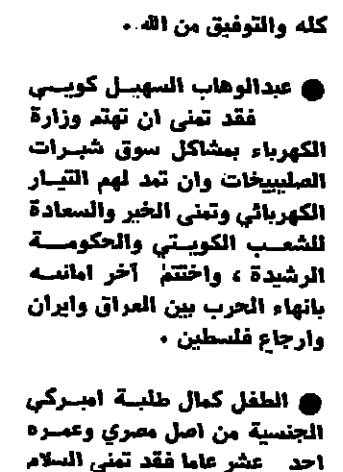 كله والتوفيق من الله .
● عبدالوهاب السهيل كويتي
فقد تمنى ان تهتم وزارة
الكهرباء بمشاكل سوق شبرات
الصليبيخات وان تمد لهم التيار
الكهربائي وتمنى الخير والسعادة
للشعب الكويتي والحكومة
الرشيدة ، واختتم آخر امانيه
بانهاء الحرب بين العراق وايران
وارجاع فلسطين .
● الطفل كمال طلبة اميركي
الجنسية من اصل مصري وعمره
احد عشر عاما فقد تمنى السلام